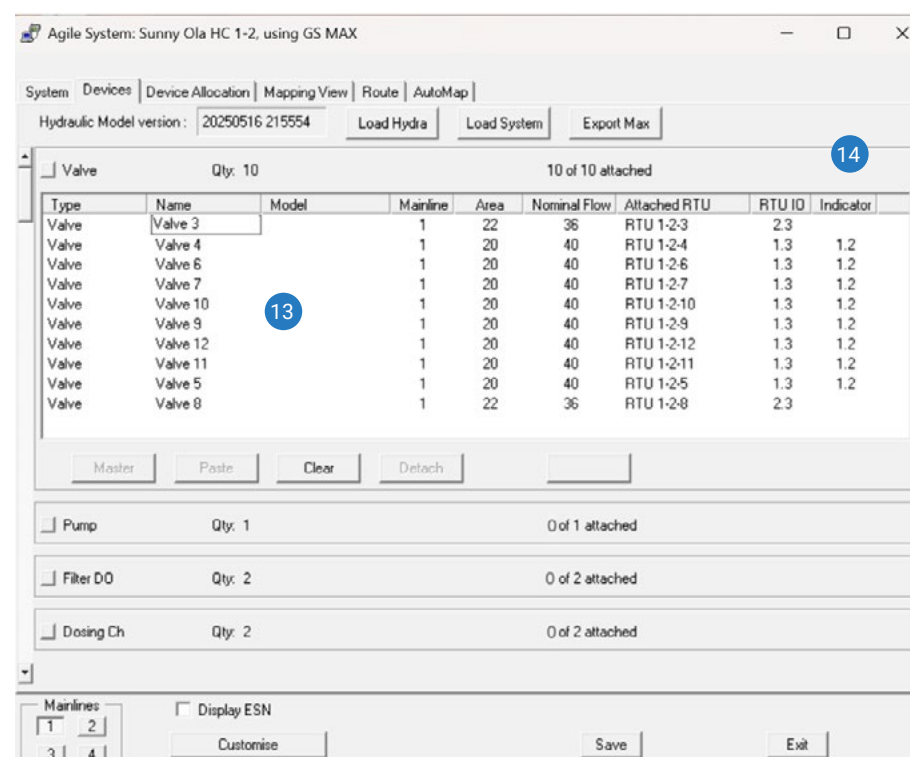 Agile System: Sunny Ola HC 1-2, using GS MAX
System Devices Device Allocation Mapping View Route AutoMap
Hydraulic Model version : 20250516 215554 Load Hydra Load System Export Max
14
Valve Qty: 10 10 of 10 attached
Type Name Model Mainline Area Nominal Flow Attached RTU RTU IO Indicator
Valve Valve 3 1 22 36 RTU 1-2-3 2.3
Valve Valve 4 1 20 40 RTU 1-2-4 1.3 1.2
Valve Valve 6 1 20 40 RTU 1-2-6 1.3 1.2
Valve Valve 7 1 20 40 RTU 1-2-7 1.3 1.2
Valve Valve 10 1 20 40 RTU 1-2-10 1.3 1.2
13
Valve Valve 9 1 20 40 RTU 1-2-9 1.3 1.2
Valve Valve 12 1 20 40 RTU 1-2-12 1.3 1.2
Valve Valve 11 1 20 40 RTU 1-2-11 1.3 1.2
Valve Valve 5 1 20 40 RTU 1-2-5 1.3 1.2
Valve Valve 8 1 22 36 RTU 1-2-8 2.3
Master Paste Clear Detach
Pump Qty: 1 0 of 1 attached
Filter DO Qty: 2 0 of 2 attached
Dosing Ch Qty: 2 0 of 2 attached
Mainlines Display ESN
1 2
Customise Save Exit
3 4